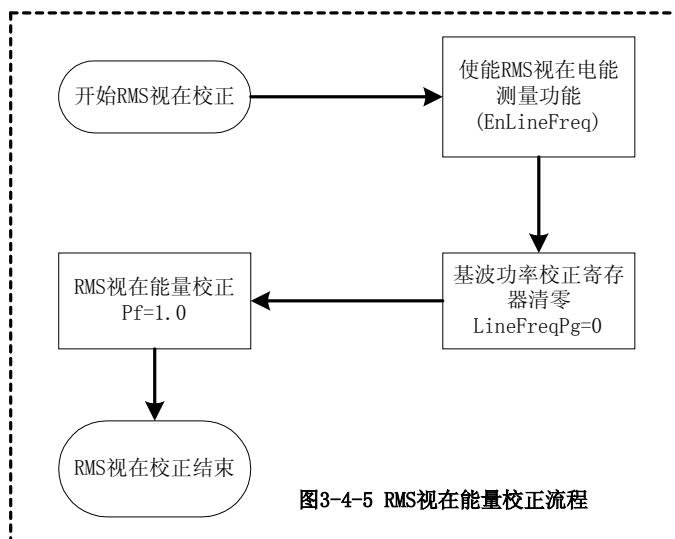 开始RMS视在校正
使能RMS视在电能
测量功能
(EnLineFreq)
基波功率校正寄存
器清零
LineFreqPg=0
RMS视在能量校正
Pf=1.0
RMS视在校正结束
图3-4-5 RMS视在能量校正流程